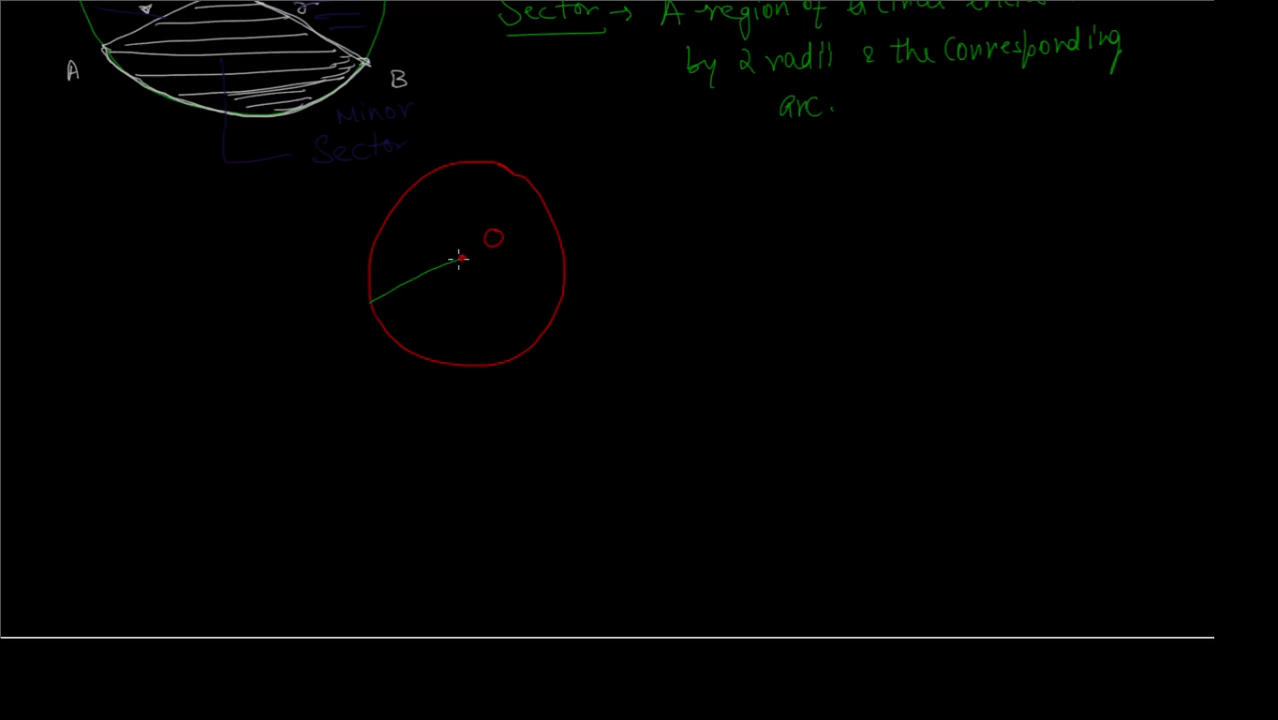 Sector → A region of a
by 2 radii & the Corresponding
arc.
A
B
Minor
Sector
O